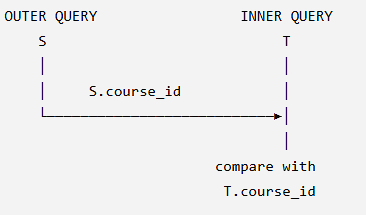 OUTER QUERY INNER QUERY
S T
S.course_id
compare with
T.course_id